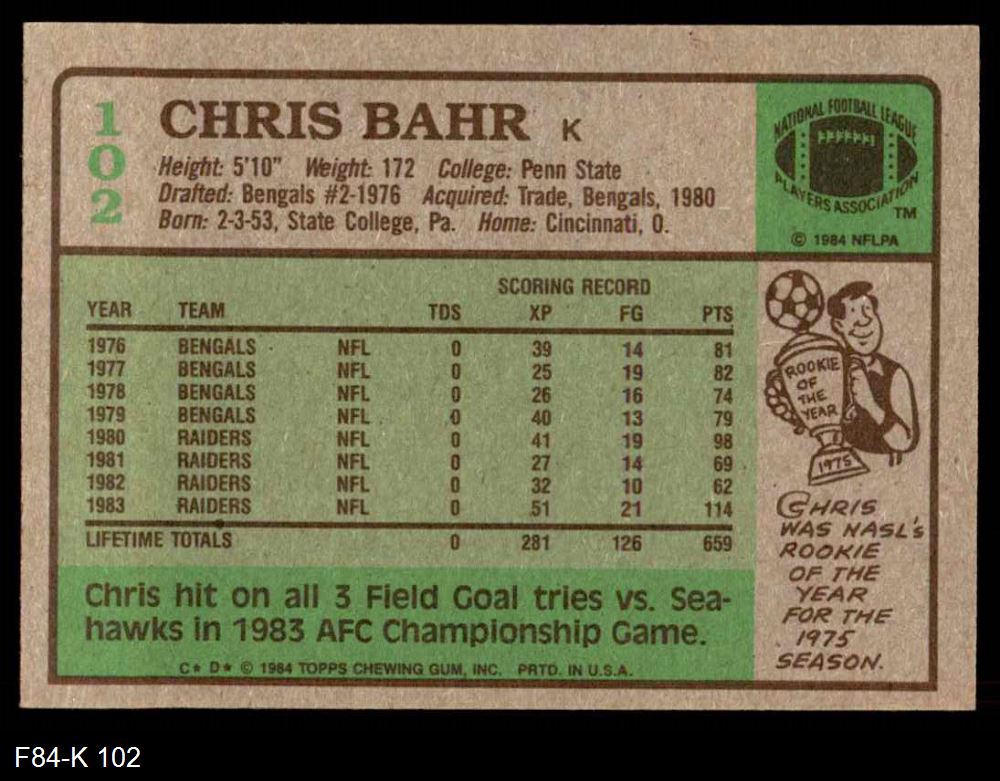 102
CHRIS BAHR K
Height: 5'10" Weight: 172 College: Penn State
Drafted: Bengals #2-1976 Acquired: Trade, Bengals, 1980
Born: 2-3-53, State College, Pa. Home: Cincinnati, O.
NATIONAL FOOTBALL LEAGUE
PLAYERS ASSOCIATION
TM
© 1984 NFLPA
SCORING RECORD
YEAR TEAM TDS XP FG PTS
1976 BENGALS NFL 0 39 14 81
1977 BENGALS NFL 0 25 19 82
1978 BENGALS NFL 0 26 16 74
1979 BENGALS NFL 0 40 13 79
1980 RAIDERS NFL 0 41 19 98
1981 RAIDERS NFL 0 27 14 69
1982 RAIDERS NFL 0 32 10 62
1983 RAIDERS NFL 0 51 21 114
LIFETIME TOTALS 0 281 126 659
Chris hit on all 3 Field Goal tries vs. Sea-
hawks in 1983 AFC Championship Game.
C* D* © 1984 TOPPS CHEWING GUM, INC. PRTD. IN U.S.A.
ROOKIE
OF
THE
YEAR
1975
CHRIS
WAS NASL'S
ROOKIE
OF THE
YEAR
FOR THE
1975
SEASON.
F84-K 102